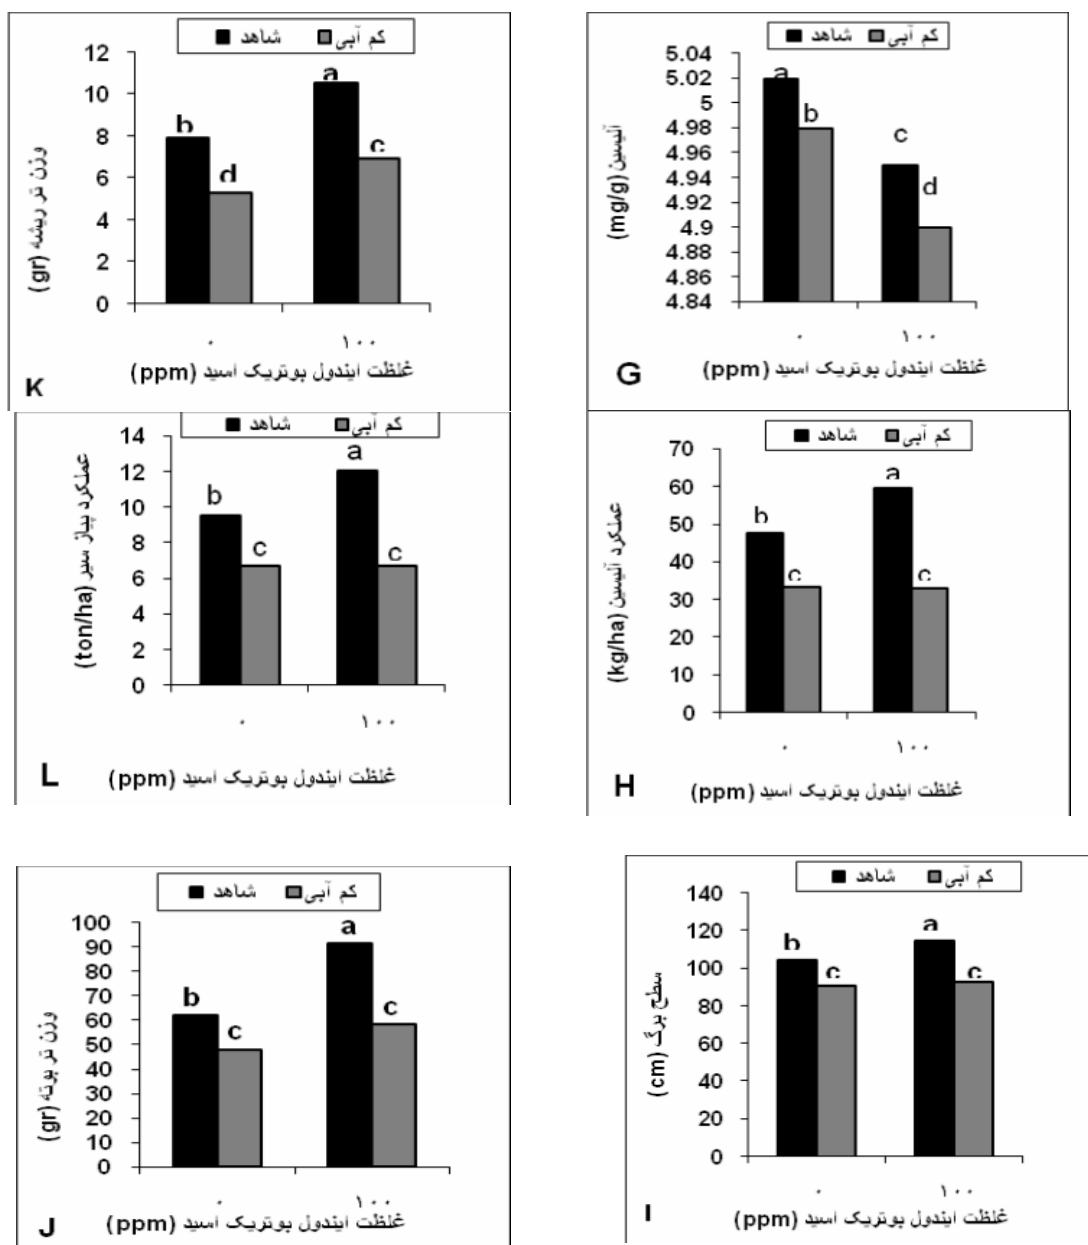 شاهد کم آبی
وزن تر ریشه (gr)
12
10
8
6
4
2
0
b
d
a
c
۰ ۱۰۰
غلظت ایندول بوتریک اسید (ppm)
K
شاهد کم آبی
آلیسین (mg/g)
5.04
5.02
5
4.98
4.96
4.94
4.92
4.9
4.88
4.86
4.84
a
b
c
d
۰ ۱۰۰
غلظت ایندول بوتریک اسید (ppm)
G
شاهد کم آبی
عملکرد پیاز سیر (ton/ha)
14
12
10
8
6
4
2
0
b
c
a
c
۰ ۱۰۰
غلظت ایندول بوتریک اسید (ppm)
L
شاهد کم آبی
عملکرد آلیسین (kg/ha)
70
60
50
40
30
20
10
0
b
c
a
c
۰ ۱۰۰
غلظت ایندول بوتریک اسید (ppm)
H
شاهد کم آبی
وزن تر بوته (gr)
100
90
80
70
60
50
40
30
20
10
0
b
c
a
c
۰ ۱۰۰
غلظت ایندول بوتریک اسید (ppm)
J
شاهد کم آبی
سطح برگ (cm)
140
120
100
80
60
40
20
0
b
c
a
c
۰ ۱۰۰
غلظت ایندول بوتریک اسید (ppm)
I